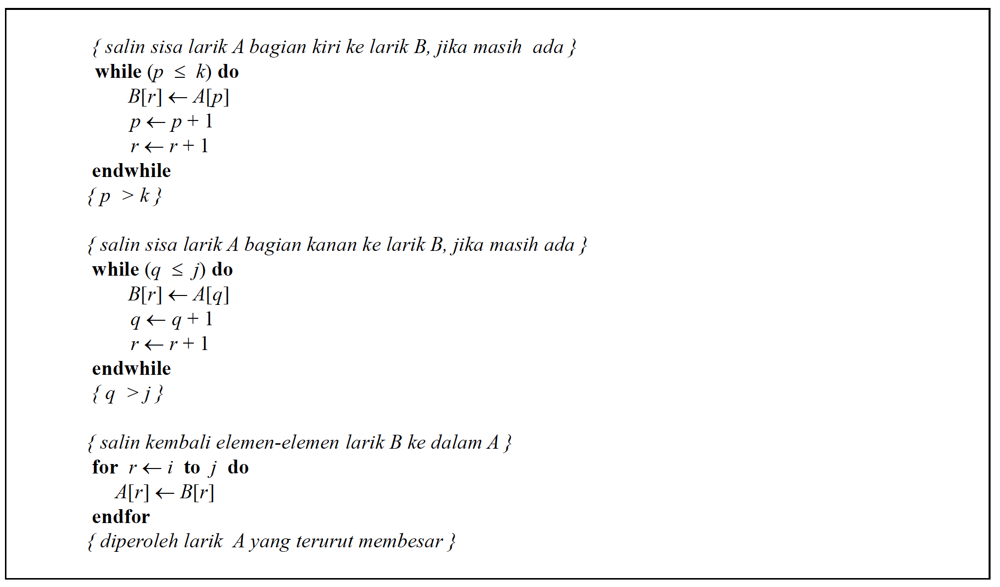 { salin sisa larik A bagian kiri ke larik B, jika masih ada }
while (p ≤ k) do
B[r] ← A[p]
p ← p + 1
r ← r + 1
endwhile
{ p > k }
{ salin sisa larik A bagian kanan ke larik B, jika masih ada }
while (q ≤ j) do
B[r] ← A[q]
q ← q + 1
r ← r + 1
endwhile
{ q > j }
{ salin kembali elemen-elemen larik B ke dalam A }
for r ← i to j do
A[r] ← B[r]
endfor
{ diperoleh larik A yang terurut membesar }